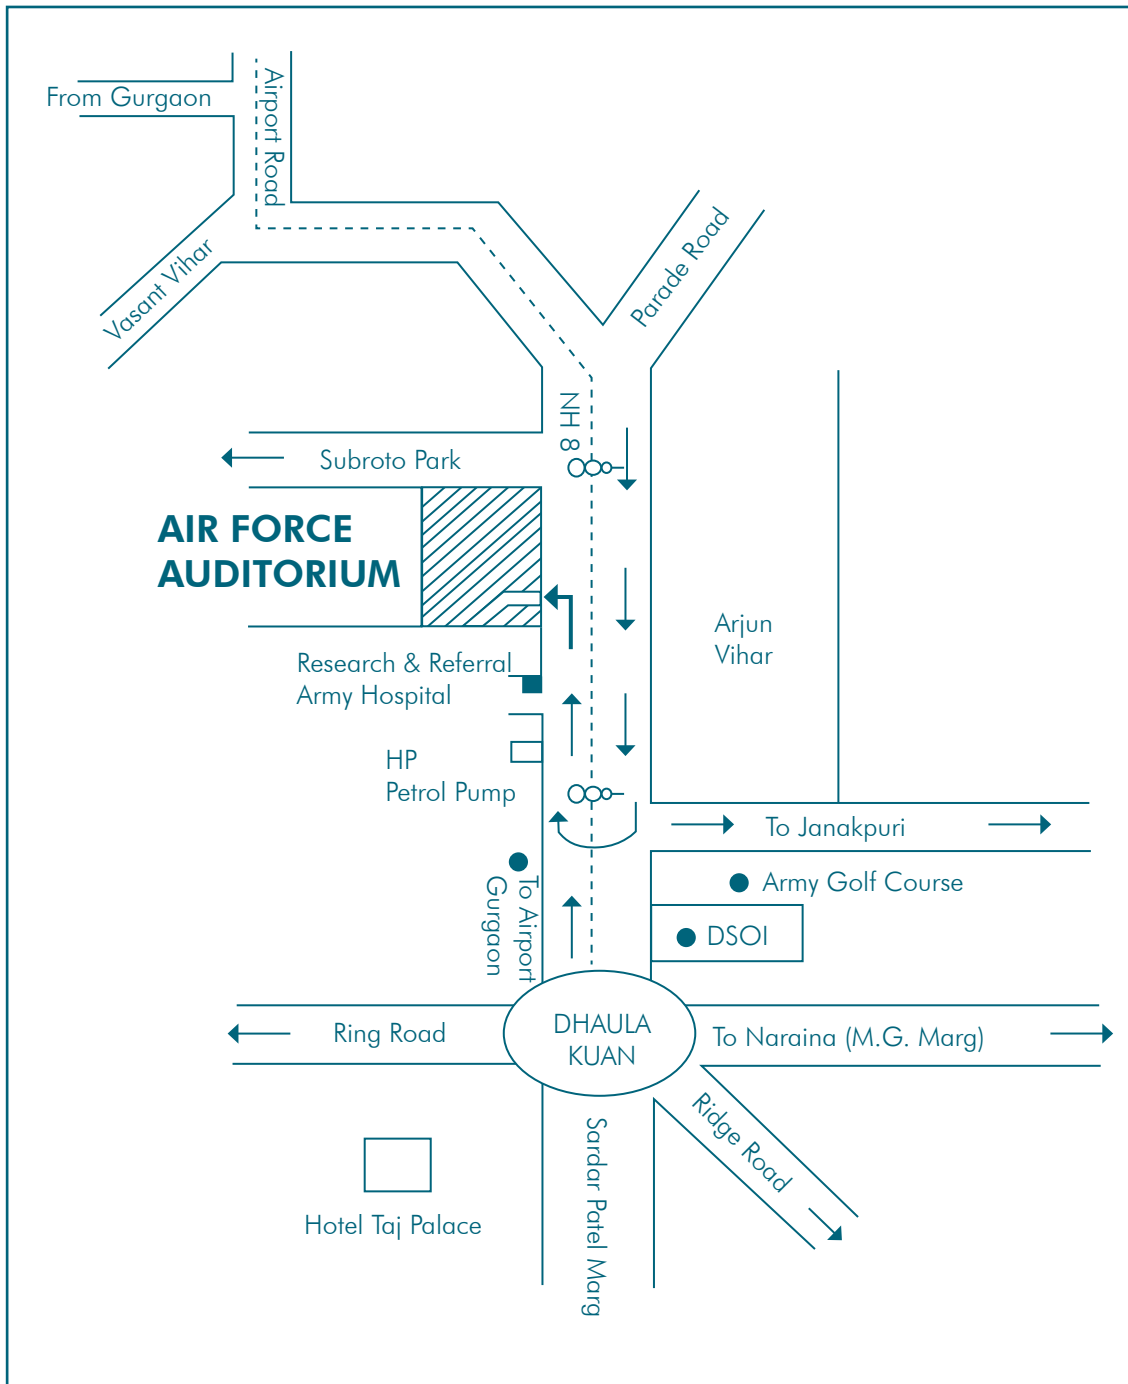 From Gurgaon
Airport Road
Vasant Vihar
Parade Road
NH 8
Subroto Park
AIR FORCE
AUDITORIUM
Arjun
Vihar
Research & Referral
Army Hospital
HP
Petrol Pump
To Janakpuri
To Airport
Gurgaon
Army Golf Course
DSOI
Ring Road
DHAULA
KUAN
To Naraina (M.G. Marg)
Ridge Road
Sardar Patel Marg
Hotel Taj Palace